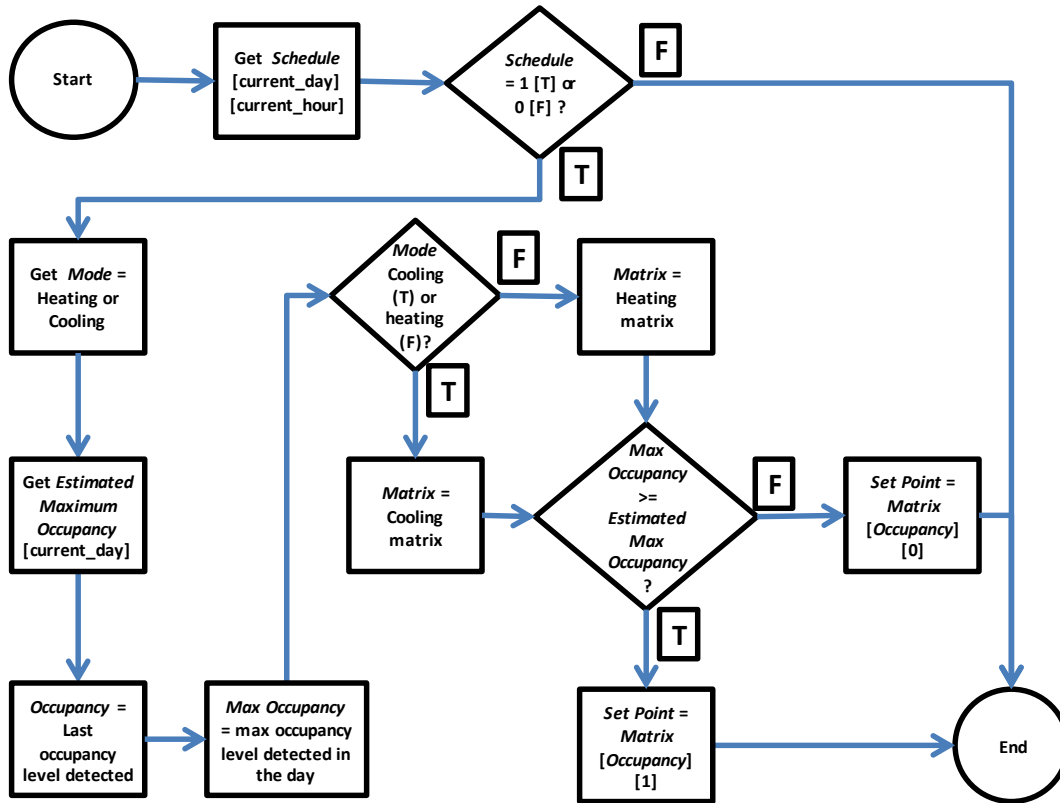 Start
Get Schedule
[current_day]
[current_hour]
Schedule
= 1 [T] or
0 [F] ?
F
T
Get Mode =
Heating or
Cooling
Mode
Cooling
(T) or
heating
(F)?
F
T
Matrix =
Heating
matrix
Get Estimated
Maximum
Occupancy
[current_day]
Matrix =
Cooling
matrix
Max
Occupancy
>=
Estimated
Max
Occupancy
?
F
T
Set Point =
Matrix
[Occupancy]
[0]
Occupancy =
Last
occupancy
level detected
Max Occupancy
= max occupancy
level detected in
the day
Set Point =
Matrix
[Occupancy]
[1]
End